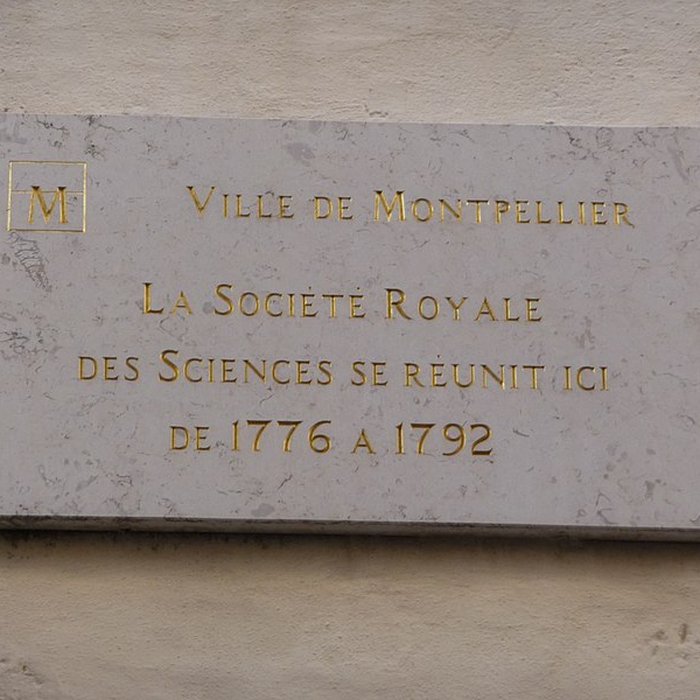 M
VILLE DE MONTPELLIER
LA SOCIÉTÉ ROYALE
DES SCIENCES SE RÉUNIT ICI
DE 1776 A 1792